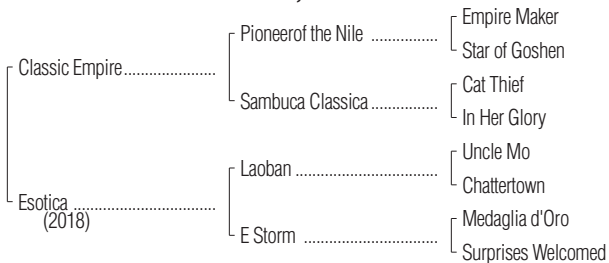 Empire Maker
Pioneerof the Nile ................
Star of Goshen
Classic Empire......................
Cat Thief
Sambuca Classica ................
In Her Glory
Uncle Mo
Laoban ..................................
Chattertown
Esotica ..................................
(2018)
Medaglia d'Oro
E Storm ................................
Surprises Welcomed